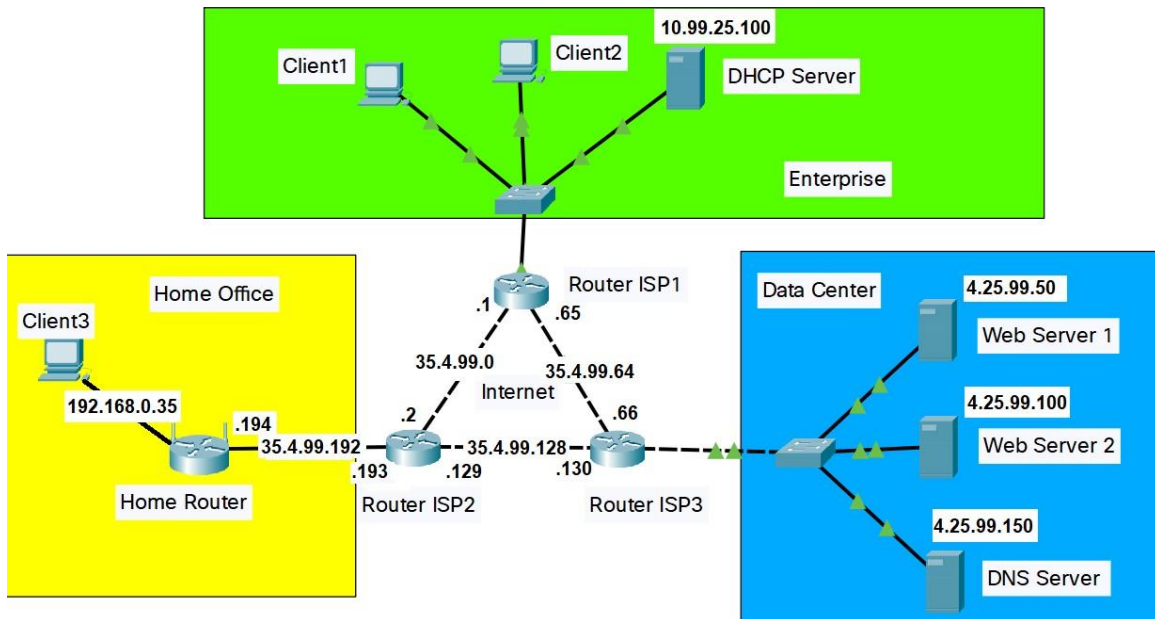 10.99.25.100
Client1
Client2
DHCP Server
Enterprise
Home Office
Client3
192.168.0.35
.194
35.4.99.192
.193
Home Router
Router ISP1
.1
.65
35.4.99.0
35.4.99.64
Internet
.2
.66
35.4.99.128
.129
.130
Router ISP2
Router ISP3
Data Center
4.25.99.50
Web Server 1
4.25.99.100
Web Server 2
4.25.99.150
DNS Server